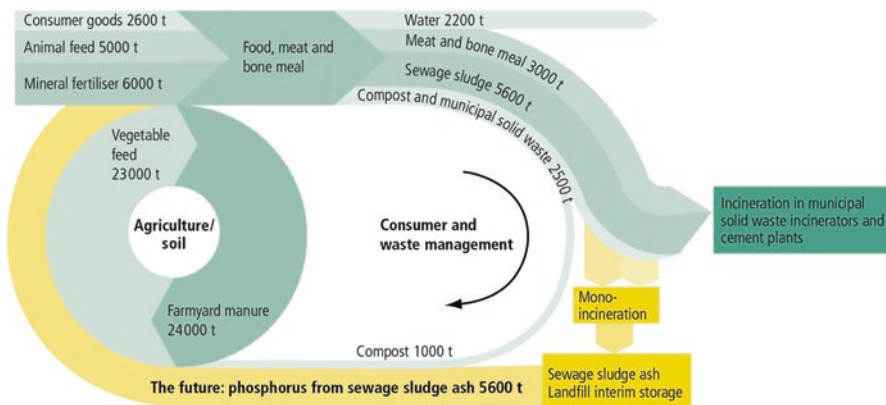 Consumer goods 2600 t
Animal feed 5000 t
Mineral fertiliser 6000 t
Food, meat and
bone meal
Water 2200 t
Meat and bone meal 3000 t
Sewage sludge 5600 t
Compost and municipal solid waste 2500 t
Vegetable
feed
23000 t
Agriculture/
soil
Farmyard manure
24000 t
Consumer and
waste management
Incineration in municipal
solid waste incinerators and
cement plants
Mono-
incineration
Compost 1000 t
The future: phosphorus from sewage sludge ash 5600 t
Sewage sludge ash
Landfill interim storage